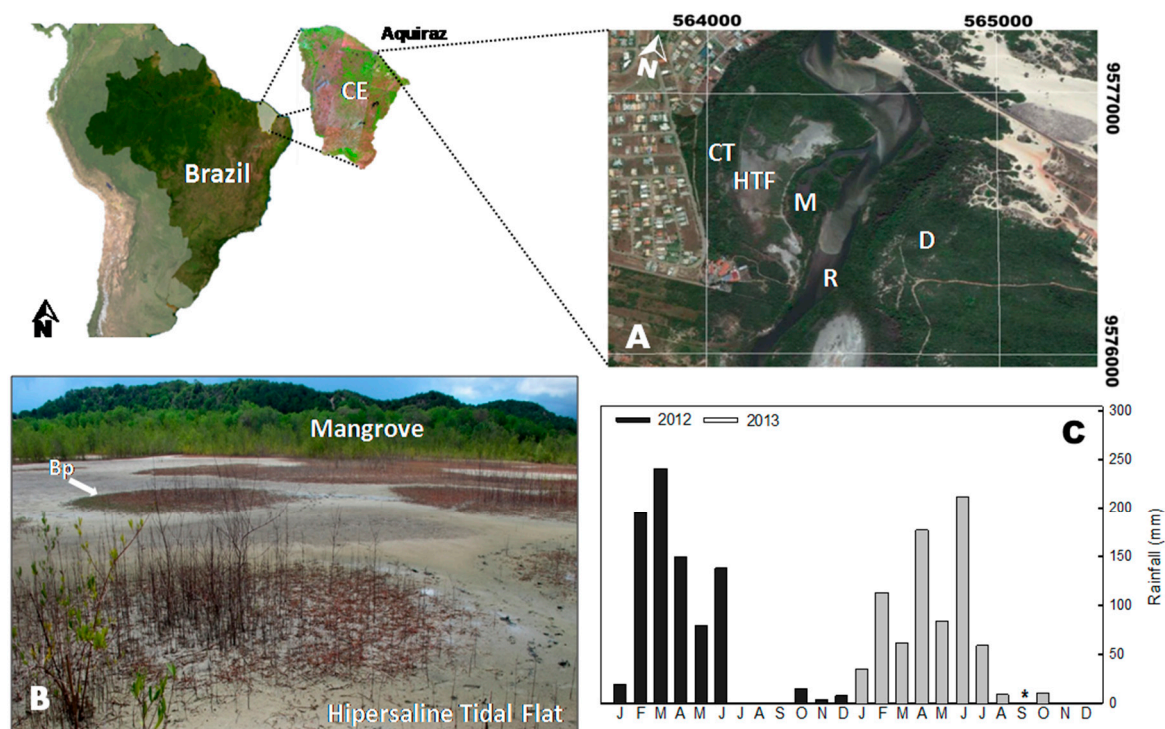 Aquiraz
CE
Brazil
N
564000
565000
N
9577000
CT
HTF
M
D
R
A
9576000
Mangrove
Bp
B
Hipersaline Tidal Flat
2012
2013
C
300
250
200
150
100
50
0
Rainfall (mm)
*
J F M A M J J A S O N D J F M A M J J A S O N D